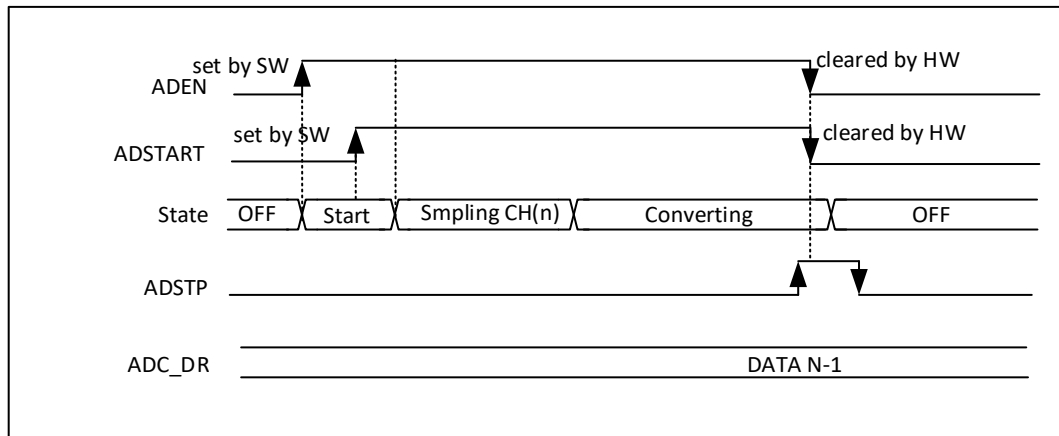 set by SW cleared by HW
ADEN
set by SW cleared by HW
ADSTART
State OFF Start Smpling CH(n) Converting OFF
ADSTP
ADC_DR DATA N-1